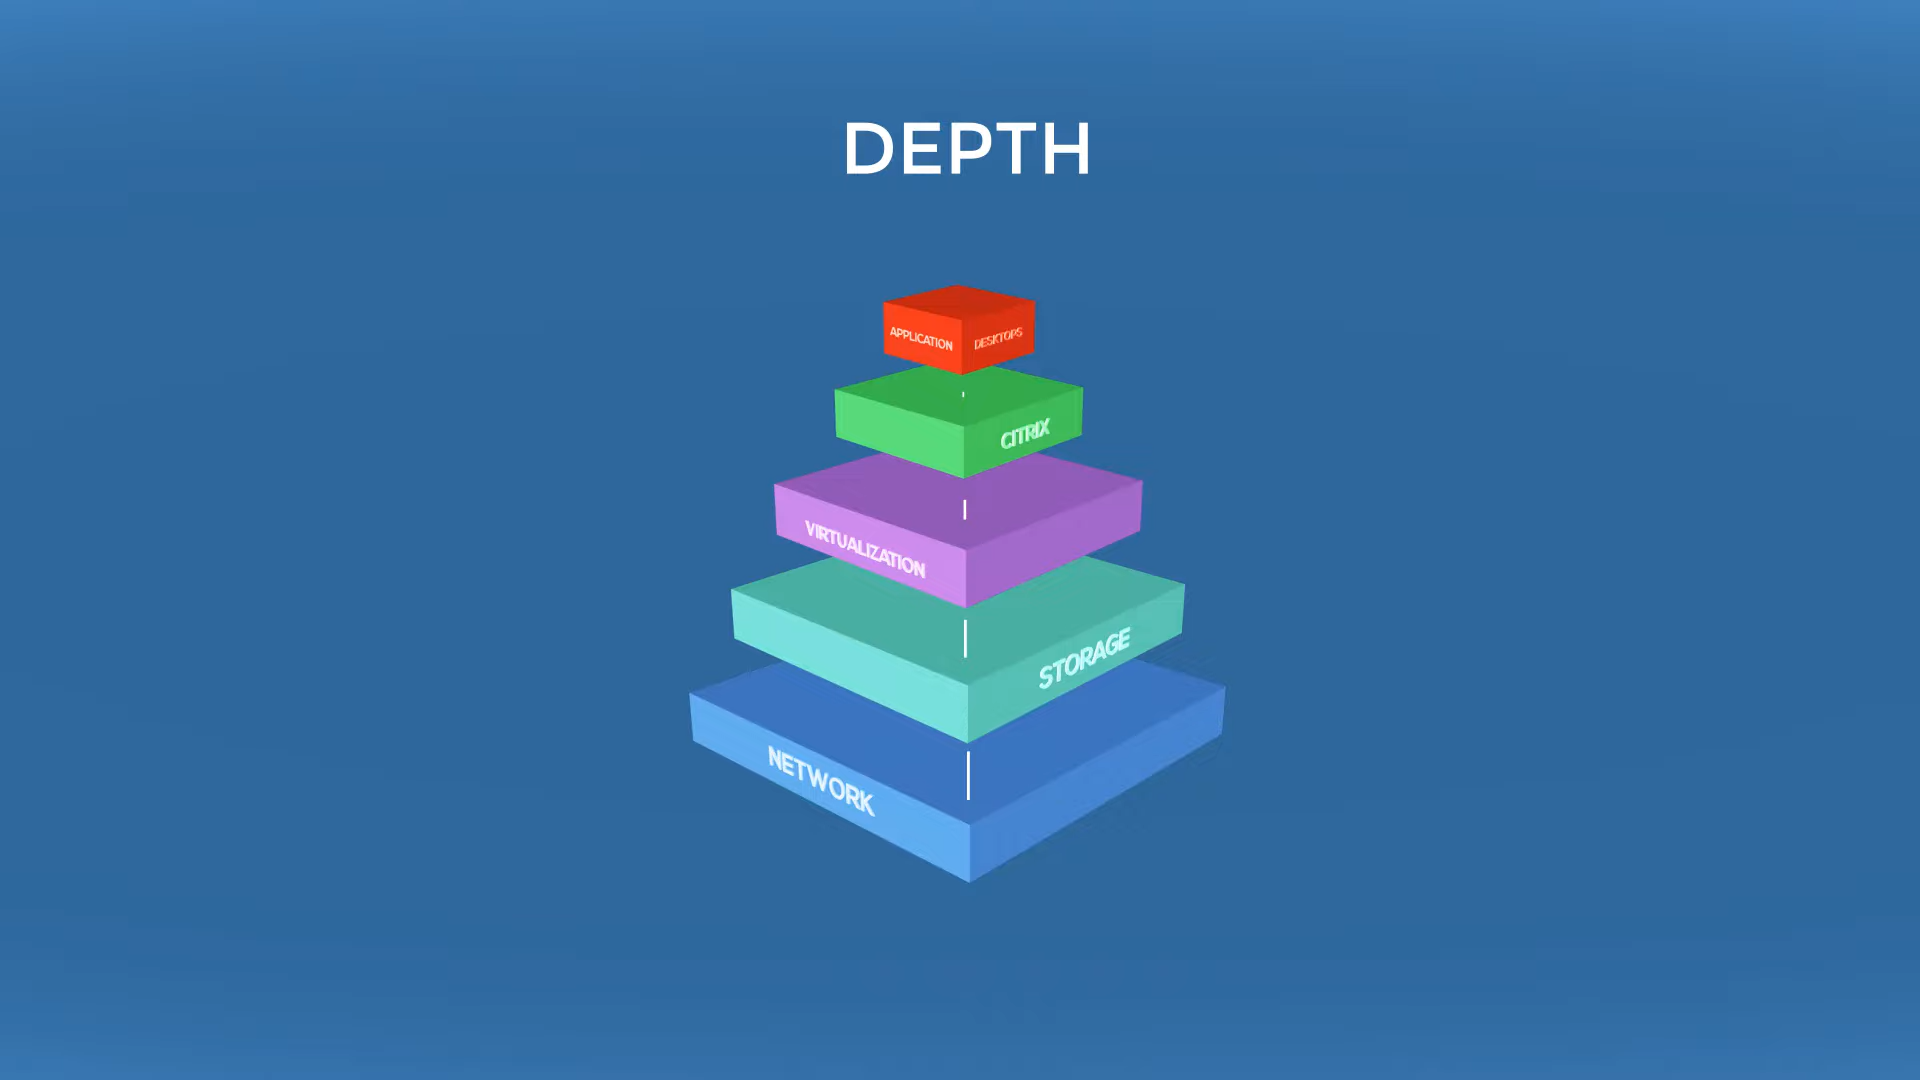 DEPTH
APPLICATION
DESKTOPS
CITRIX
VIRTUALIZATION
STORAGE
NETWORK